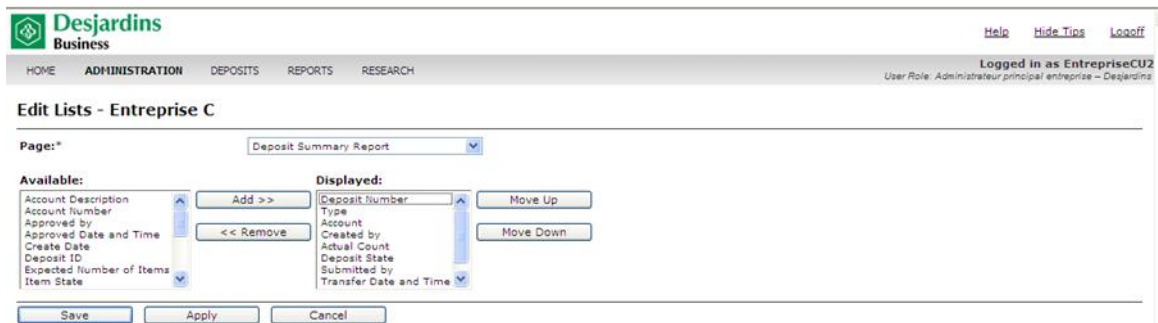 Desjardins
Business
Help Hide Tips Logoff
HOME ADMINISTRATION DEPOSITS REPORTS RESEARCH
Logged in as EntrepriseCU2
User Role: Administrateur principal entreprise – Desjardins
Edit Lists - Entreprise C
Page:* Deposit Summary Report
Available: Displayed:
Account Description
Account Number
Approved by
Approved Date and Time
Create Date
Deposit ID
Expected Number of Items
Item State
Add >>
<< Remove
Deposit Number
Type
Account
Created by
Actual Count
Deposit State
Submitted by
Transfer Date and Time
Move Up
Move Down
Save Apply Cancel